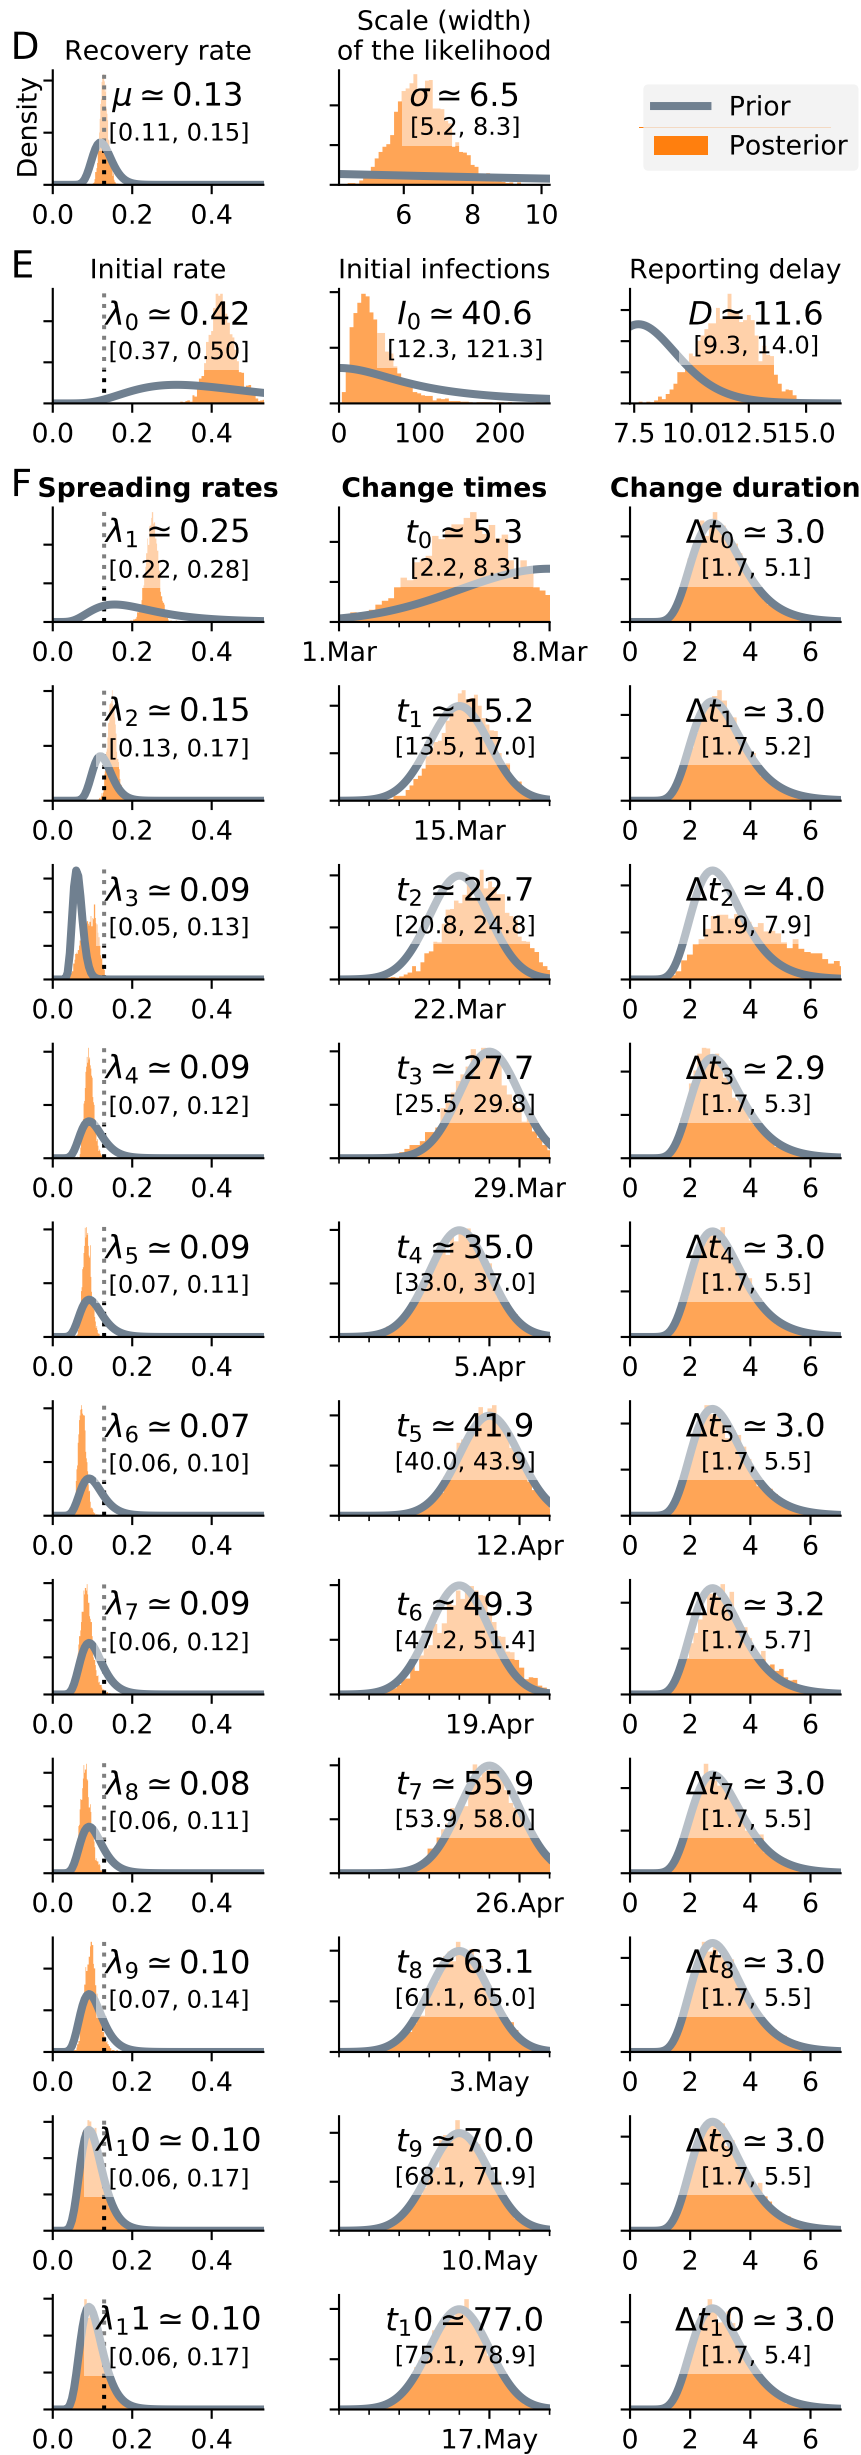 D
Recovery rate
Scale (width)
of the likelihood
Density
μ ≃ 0.13
[0.11, 0.15]
σ ≃ 6.5
[5.2, 8.3]
Prior
Posterior
0.0 0.2 0.4
6 8 10
E
Initial rate
Initial infections
Reporting delay
λ0 ≃ 0.42
[0.37, 0.50]
I0 ≃ 40.6
[12.3, 121.3]
D ≃ 11.6
[9.3, 14.0]
0.0 0.2 0.4
0 100 200
7.5 10.0 12.5 15.0
F
Spreading rates
Change times
Change duration
λ1 ≃ 0.25
[0.22, 0.28]
t0 ≃ 5.3
[2.2, 8.3]
Δt0 ≃ 3.0
[1.7, 5.1]
0.0 0.2 0.4
1.Mar 8.Mar
0 2 4 6
λ2 ≃ 0.15
[0.13, 0.17]
t1 ≃ 15.2
[13.5, 17.0]
Δt1 ≃ 3.0
[1.7, 5.2]
0.0 0.2 0.4
15.Mar
0 2 4 6
λ3 ≃ 0.09
[0.05, 0.13]
t2 ≃ 22.7
[20.8, 24.8]
Δt2 ≃ 4.0
[1.9, 7.9]
0.0 0.2 0.4
22.Mar
0 2 4 6
λ4 ≃ 0.09
[0.07, 0.12]
t3 ≃ 27.7
[25.5, 29.8]
Δt3 ≃ 2.9
[1.7, 5.3]
0.0 0.2 0.4
29.Mar
0 2 4 6
λ5 ≃ 0.09
[0.07, 0.11]
t4 ≃ 35.0
[33.0, 37.0]
Δt4 ≃ 3.0
[1.7, 5.5]
0.0 0.2 0.4
5.Apr
0 2 4 6
λ6 ≃ 0.07
[0.06, 0.10]
t5 ≃ 41.9
[40.0, 43.9]
Δt5 ≃ 3.0
[1.7, 5.5]
0.0 0.2 0.4
12.Apr
0 2 4 6
λ7 ≃ 0.09
[0.06, 0.12]
t6 ≃ 49.3
[47.2, 51.4]
Δt6 ≃ 3.2
[1.7, 5.7]
0.0 0.2 0.4
19.Apr
0 2 4 6
λ8 ≃ 0.08
[0.06, 0.11]
t7 ≃ 55.9
[53.9, 58.0]
Δt7 ≃ 3.0
[1.7, 5.5]
0.0 0.2 0.4
26.Apr
0 2 4 6
λ9 ≃ 0.10
[0.07, 0.14]
t8 ≃ 63.1
[61.1, 65.0]
Δt8 ≃ 3.0
[1.7, 5.5]
0.0 0.2 0.4
3.May
0 2 4 6
λ10 ≃ 0.10
[0.06, 0.17]
t9 ≃ 70.0
[68.1, 71.9]
Δt9 ≃ 3.0
[1.7, 5.5]
0.0 0.2 0.4
10.May
0 2 4 6
λ11 ≃ 0.10
[0.06, 0.17]
t10 ≃ 77.0
[75.1, 78.9]
Δt10 ≃ 3.0
[1.7, 5.4]
0.0 0.2 0.4
17.May
0 2 4 6